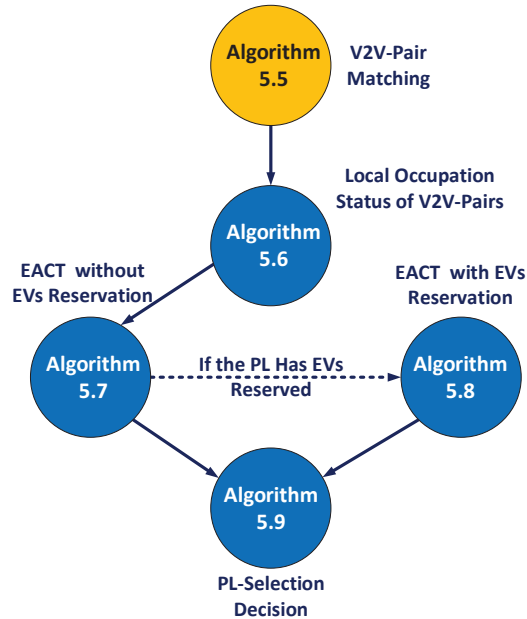 Algorithm
5.5
V2V-Pair
Matching
Local Occupation
Status of V2V-Pairs
Algorithm
5.6
EACT without
EVs Reservation
EACT with EVs
Reservation
Algorithm
5.7
If the PL Has EVs
Reserved
Algorithm
5.8
Algorithm
5.9
PL-Selection
Decision